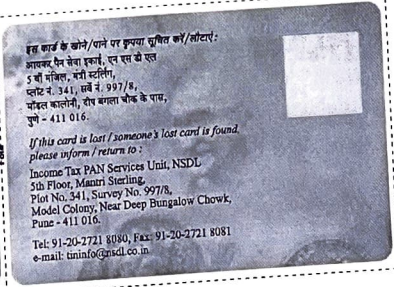 इस कार्ड के खोने/पाने पर कृपया सूचित करें/लौटाएं:
आयकर पैन सेवा इकाई, एन एस डी एल
5 वीं मंजिल, मंत्री स्टर्लिंग,
प्लॉट नं. 341, सर्वे नं. 997/8,
मॉडल कालोनी, दीप बंगला चौक के पास,
पुणे - 411 016.
If this card is lost / someone's lost card is found,
please inform / return to :
Income Tax PAN Services Unit, NSDL
5th Floor, Mantri Sterling,
Plot No. 341, Survey No. 997/8,
Model Colony, Near Deep Bungalow Chowk,
Pune - 411 016.
Tel: 91-20-2721 8080, Fax: 91-20-2721 8081
e-mail: tininfo@nsdl.co.in